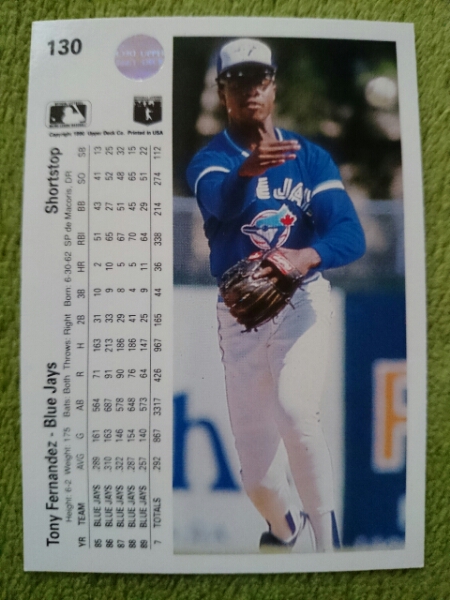 130
Tony Fernandez - Blue Jays Shortstop
Height: 6-2 Weight: 175 Bats: Both Throws: Right Born: 6-30-62 SP de Macoris, DR
YR TEAM AVG G AB R H 2B 3B HR RBI BB SO SB
85 BLUE JAYS .289 161 564 71 163 31 10 2 51 43 41 13
86 BLUE JAYS .310 163 687 91 213 33 9 10 65 27 52 25
87 BLUE JAYS .322 146 578 90 186 29 8 5 67 51 48 32
88 BLUE JAYS .287 154 648 76 186 41 4 5 70 45 65 15
89 BLUE JAYS .257 140 573 64 147 25 9 11 64 29 51 22
7 TOTALS .292 867 3317 426 967 165 44 36 338 214 274 112
Copyright 1990 Upper Deck Co. Printed in USA
E JAY